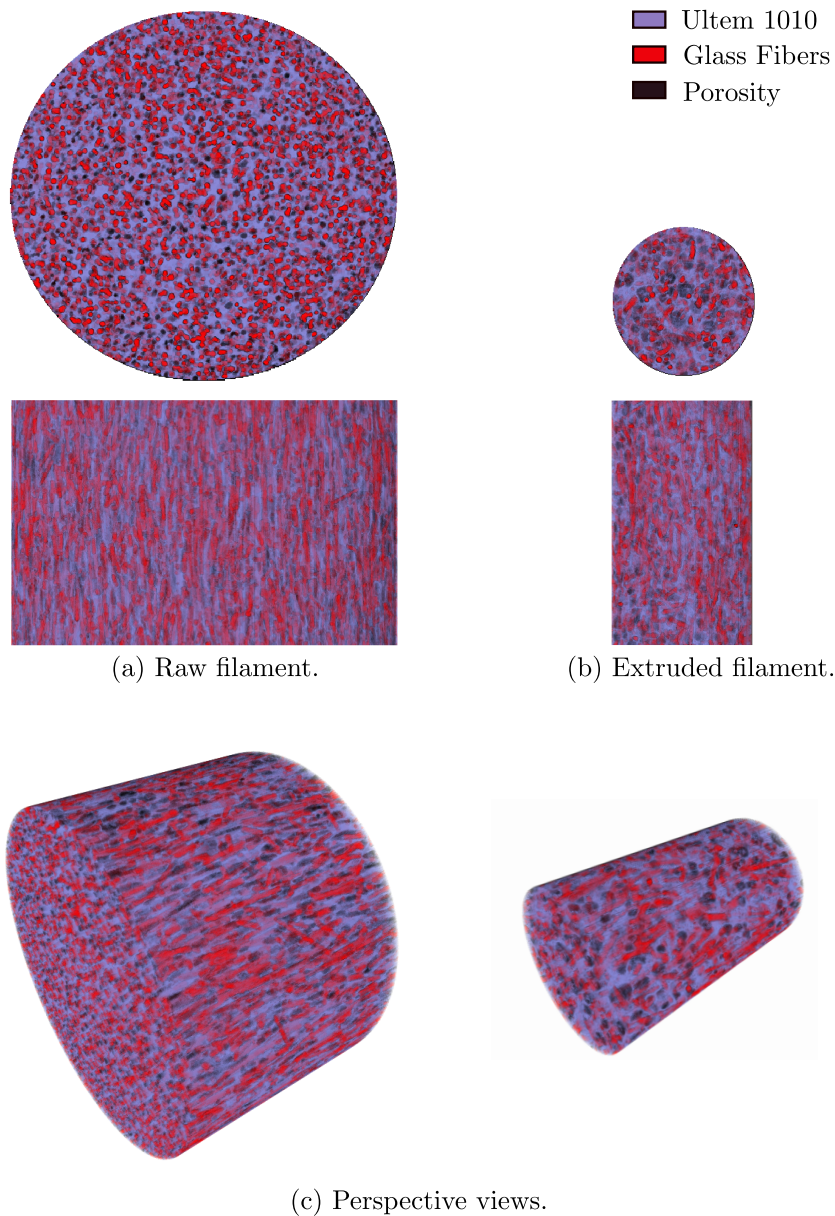 Ultem 1010
Glass Fibers
Porosity
(a) Raw filament.
(b) Extruded filament.
(c) Perspective views.